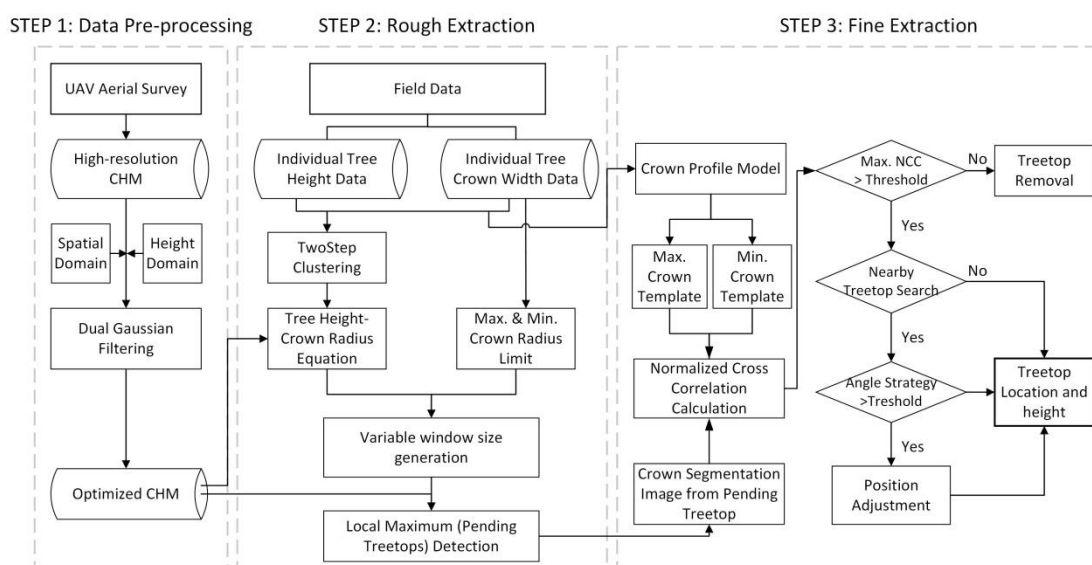 STEP 1: Data Pre-processing
UAV Aerial Survey
High-resolution
CHM
Spatial
Domain
Height
Domain
Dual Gaussian
Filtering
Optimized CHM
STEP 2: Rough Extraction
Field Data
Individual Tree
Height Data
Individual Tree
Crown Width Data
TwoStep
Clustering
Tree Height-
Crown Radius
Equation
Max. & Min.
Crown Radius
Limit
Variable window size
generation
Local Maximum (Pending
Treetops) Detection
STEP 3: Fine Extraction
Crown Profile Model
Max.
Crown
Template
Min.
Crown
Template
Normalized Cross
Correlation
Calculation
Crown Segmentation
Image from Pending
Treetop
Max. NCC
> Threshold
No
Treetop
Removal
Yes
Nearby
Treetop Search
No
Yes
Angle Strategy
>Treshold
Treetop
Location and
height
Yes
Position
Adjustment